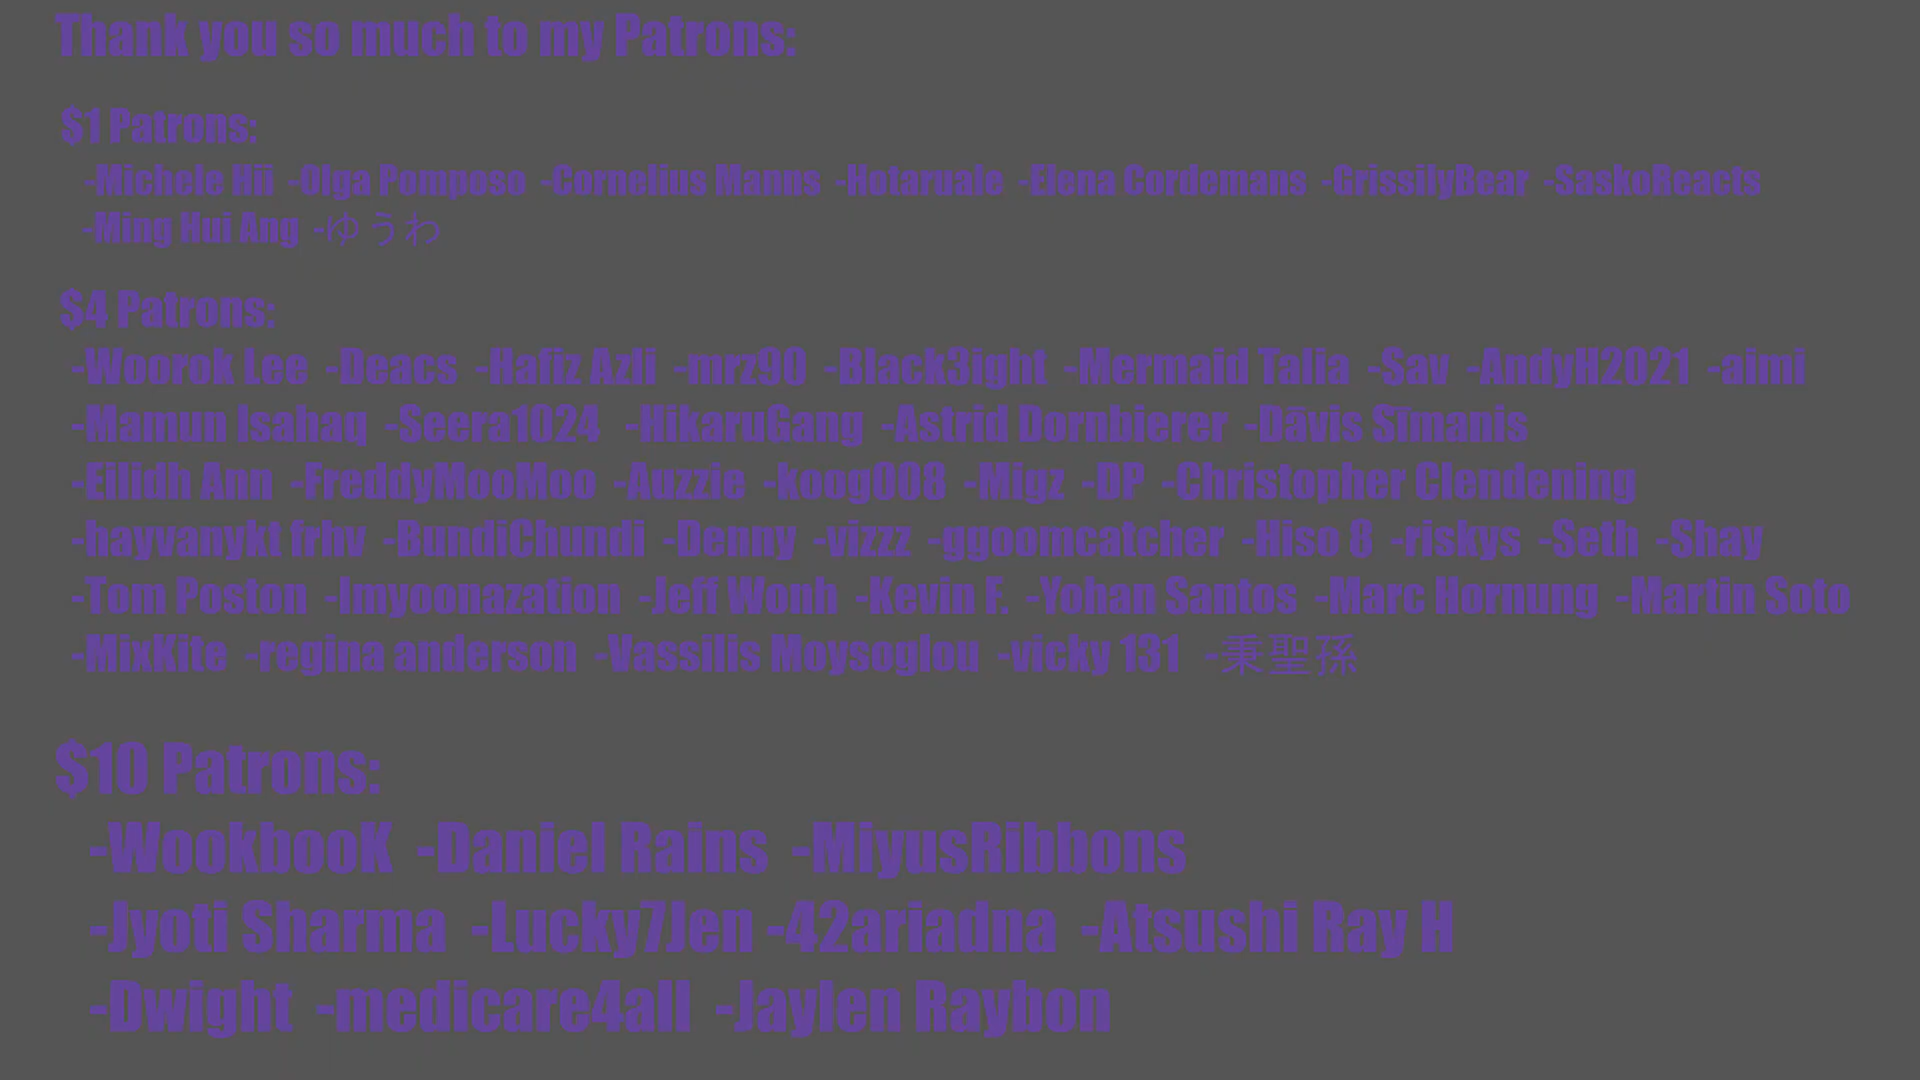 Thank you so much to my Patrons:
$1 Patrons:
-Michele Hii -Olga Pomposo -Cornelius Manns -Hotaruale -Elena Cordemans -GrissilyBear -SaskoReacts
-Ming Hui Ang -ゆうわ
$4 Patrons:
-Woorok Lee -Deacs -Hafiz Azli -mrz90 -Black3ight -Mermaid Talia -Sav -AndyH2021 -aimi
-Mamun Isahaq -Seera1024 -HikaruGang -Astrid Dornbierer -Dāvis Sīmanis
-Eilidh Ann -FreddyMooMoo -Auzzie -koog008 -Migz -DP -Christopher Clendening
-hayvanykt frhv -BundiChundi -Denny -vizzz -ggoomcatcher -Hiso 8 -riskys -Seth -Shay
-Tom Poston -Imyoonazation -Jeff Wonh -Kevin F. -Yohan Santos -Marc Hornung -Martin Soto
-MixKite -regina anderson -Vassilis Moysoglou -vicky 131 -秉聖孫
$10 Patrons:
-WookbooK -Daniel Rains -MiyusRibbons
-Jyoti Sharma -Lucky7Jen -42ariadna -Atsushi Ray H
-Dwight -medicare4all -Jaylen Raybon